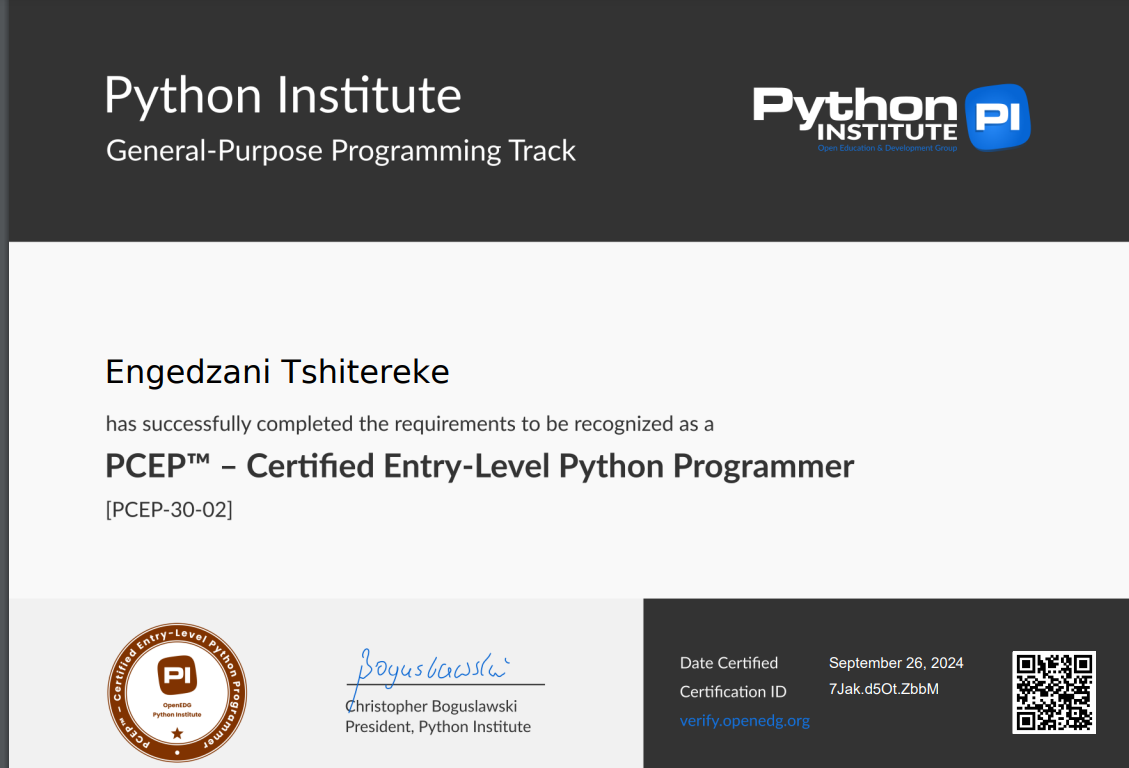 Python Institute
General-Purpose Programming Track
Python
INSTITUTE
PI
Open Education & Development Group
Engedzani Tshitereke
has successfully completed the requirements to be recognized as a
PCEP™ – Certified Entry-Level Python Programmer
[PCEP-30-02]
PCEP™ – Certified Entry-Level Python Programmer
PI
OpenEDG
Python Institute
Boguslawski
Christopher Boguslawski
President, Python Institute
Date Certified September 26, 2024
Certification ID 7Jak.d5Ot.ZbbM
verify.openedg.org